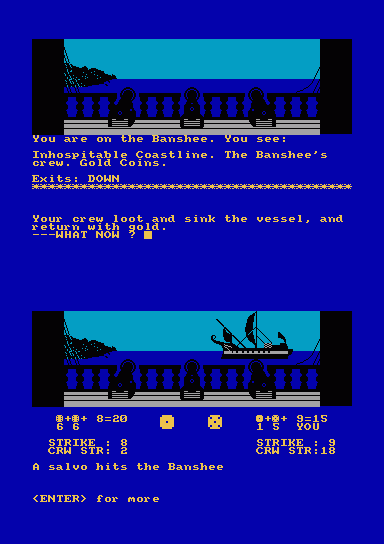 You are on the Banshee. You see:
Inhospitable Coastline. The Banshee's
crew. Gold Coins.
Exits: DOWN
****************************************
Your crew loot and sink the vessel, and
return with gold.
---WHAT NOW ?
+ + 8=20
+ + 9=15
6 6
1 5 YOU
STRIKE : 8
STRIKE : 9
CRW STR: 2
CRW STR:18
A salvo hits the Banshee
<ENTER> for more